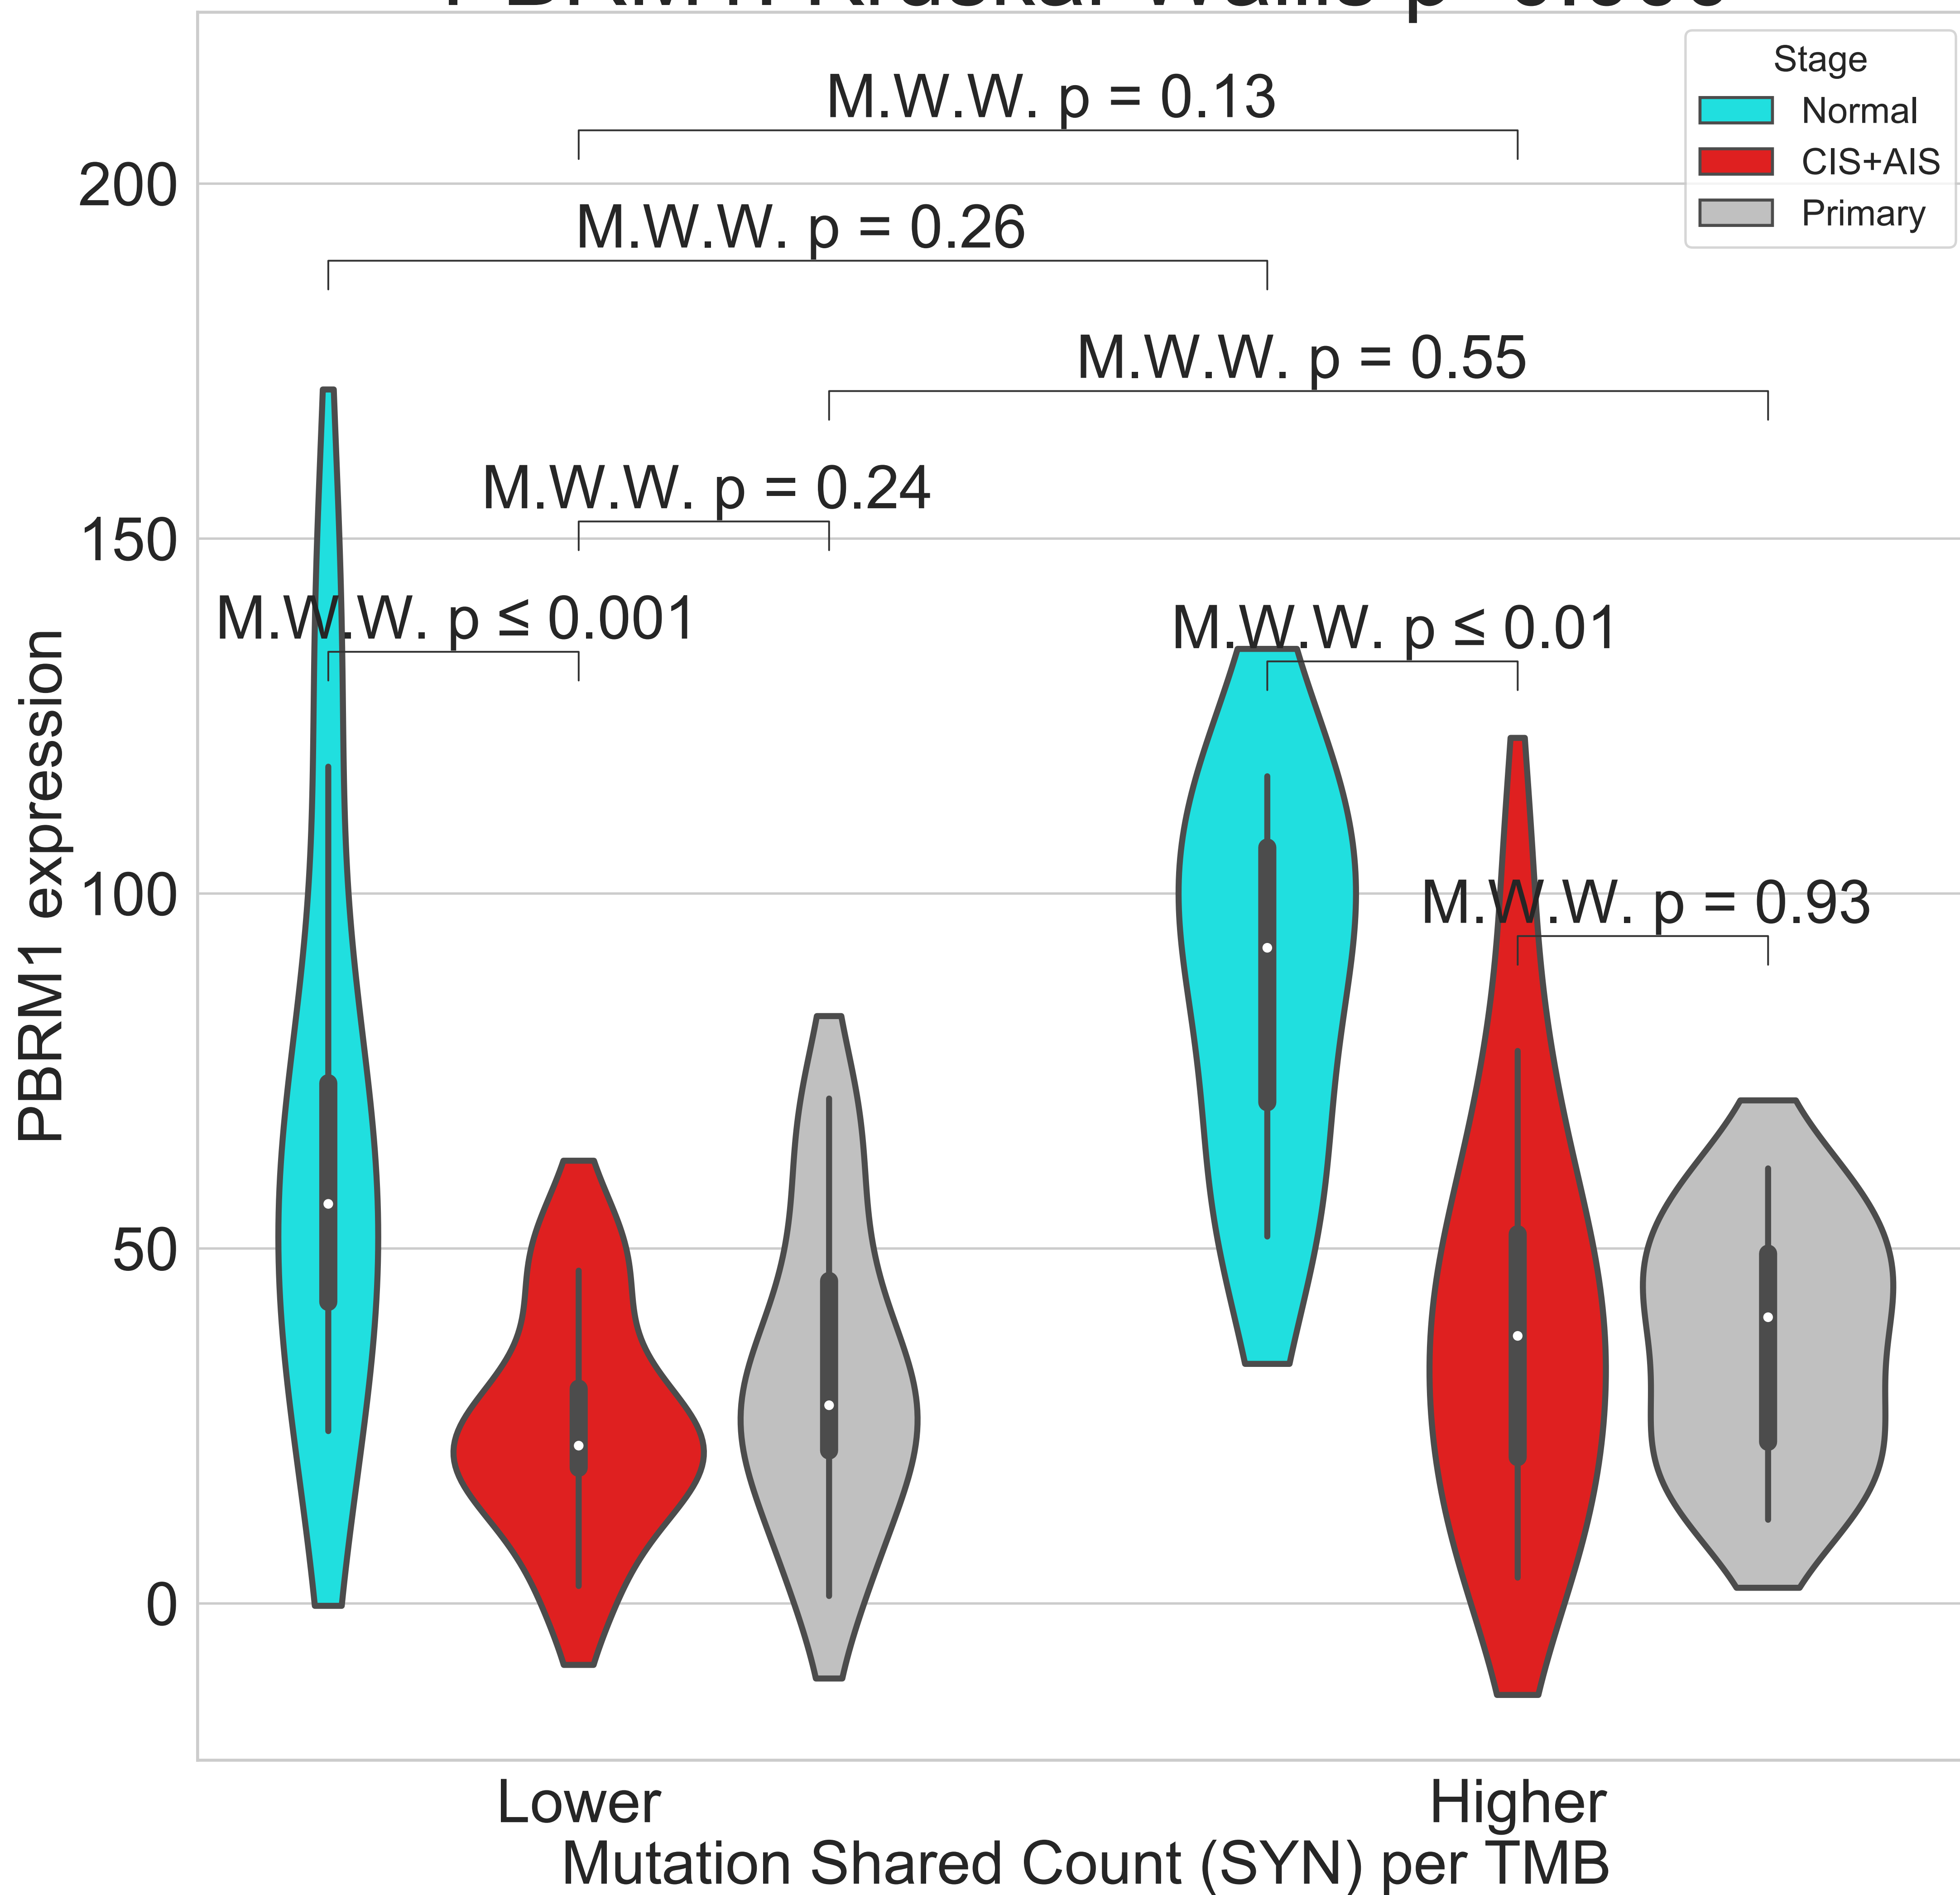 Stage
Normal
CIS+AIS
Primary
M.W.W. p = 0.13
200
M.W.W. p = 0.26
M.W.W. p = 0.55
M.W.W. p = 0.24
150
M.W.W. p ≤ 0.001
M.W.W. p ≤ 0.01
PBRM1 expression
100
M.W.W. p = 0.93
50
0
Lower
Higher
Mutation Shared Count (SYN) per TMB